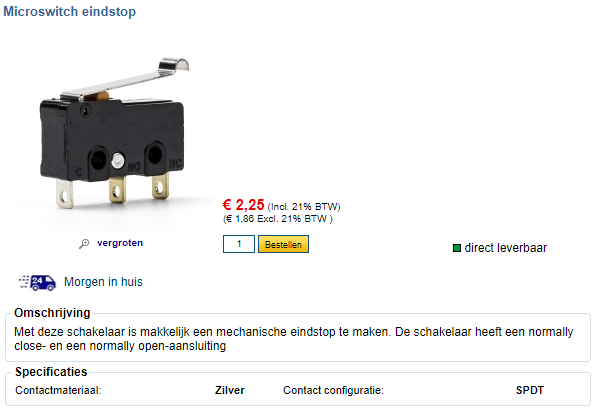 Microswitch eindstop
C
NO
NC
€ 2,25 (Incl. 21% BTW)
(€ 1,86 Excl. 21% BTW )
vergroten
1 Bestellen
direct leverbaar
24 Morgen in huis
Omschrijving
Met deze schakelaar is makkelijk een mechanische eindstop te maken. De schakelaar heeft een normally
close- en een normally open-aansluiting
Specificaties
Contactmateriaal: Zilver Contact configuratie: SPDT